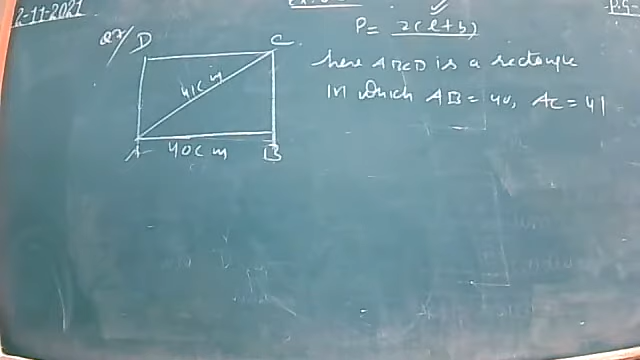 2-11-2021
P = 2(l+b)
Q7/
D
C
41cm
A
40cm
B
here ABCD is a rectangle
in which AB = 40, AC = 41